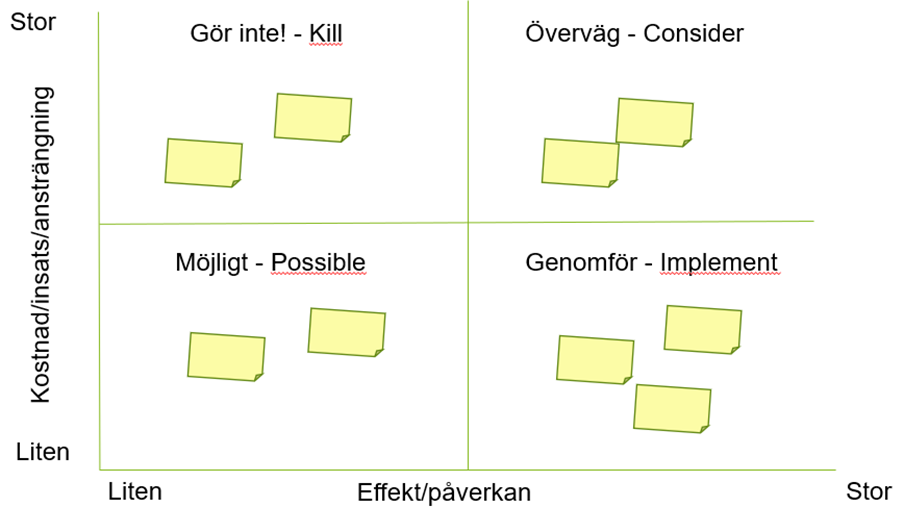 Stor
Gör inte! - Kill
Överväg - Consider
Kostnad/insats/ansträngning
Möjligt - Possible
Genomför - Implement
Liten
Liten
Effekt/påverkan
Stor